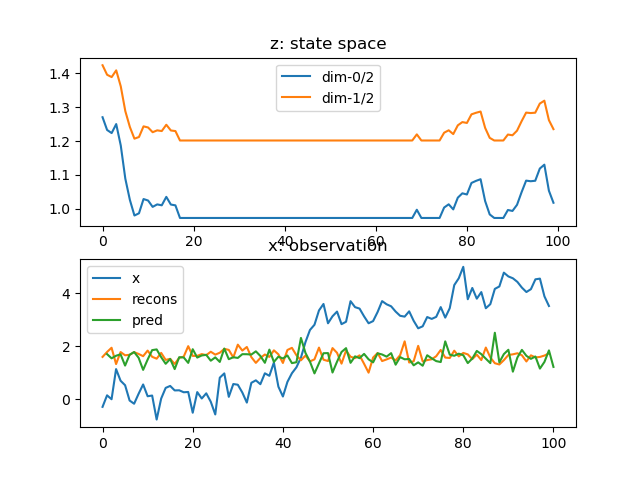 z: state space
1.4
1.3
1.2
1.1
1.0
dim-0/2
dim-1/2
0 20 40 60 80 100
x: observation
4
2
0
x
recons
pred
0 20 40 60 80 100